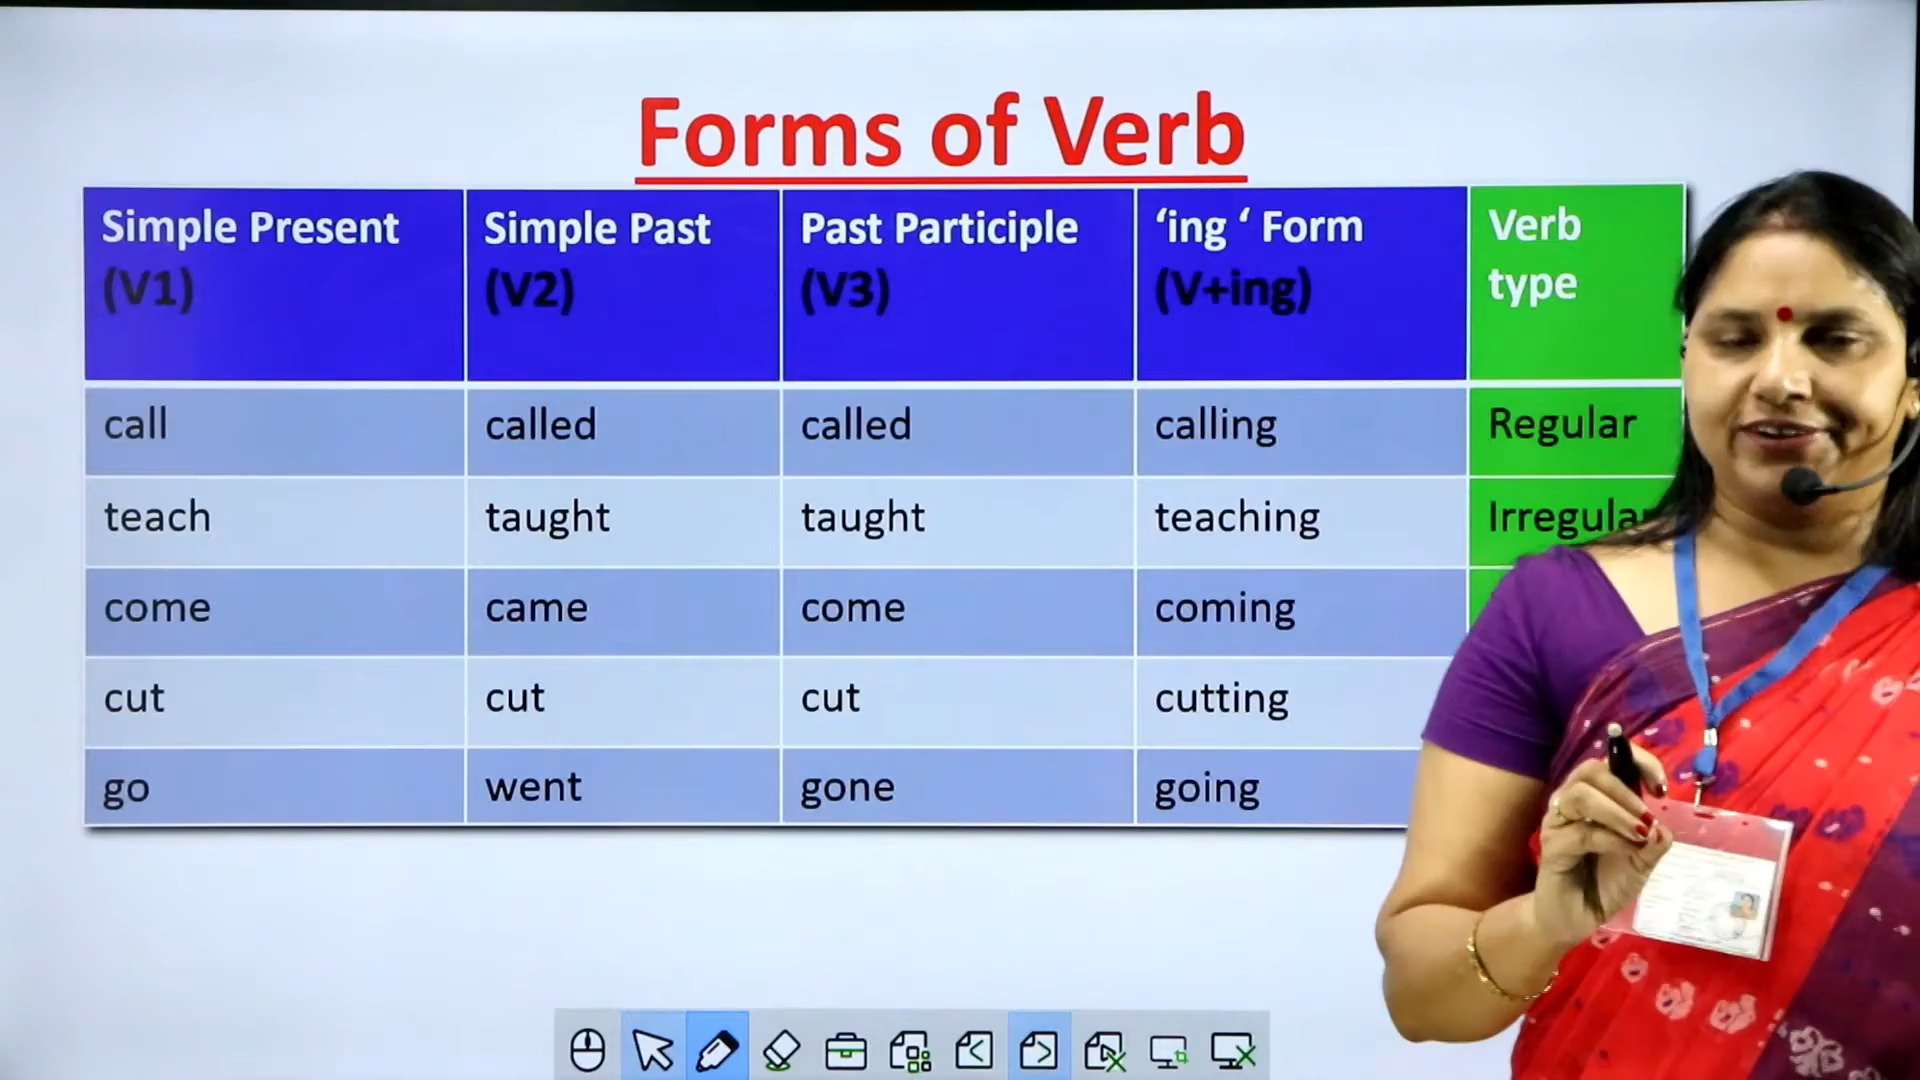 Forms of Verb
Simple Present Simple Past Past Participle ‘ing ‘ Form Verb
(V1) (V2) (V3) (V+ing) type
call called called calling Regular
teach taught taught teaching
come came come coming
cut cut cut cutting
go went gone going